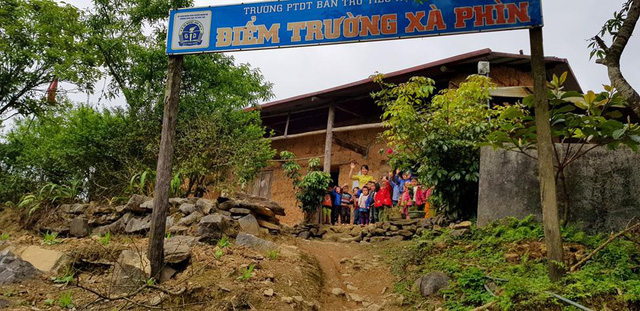 TRƯỜNG PTDT BÁN TRÚ TIỂU
ĐIỂM TRƯỜNG XÀ PHÌN